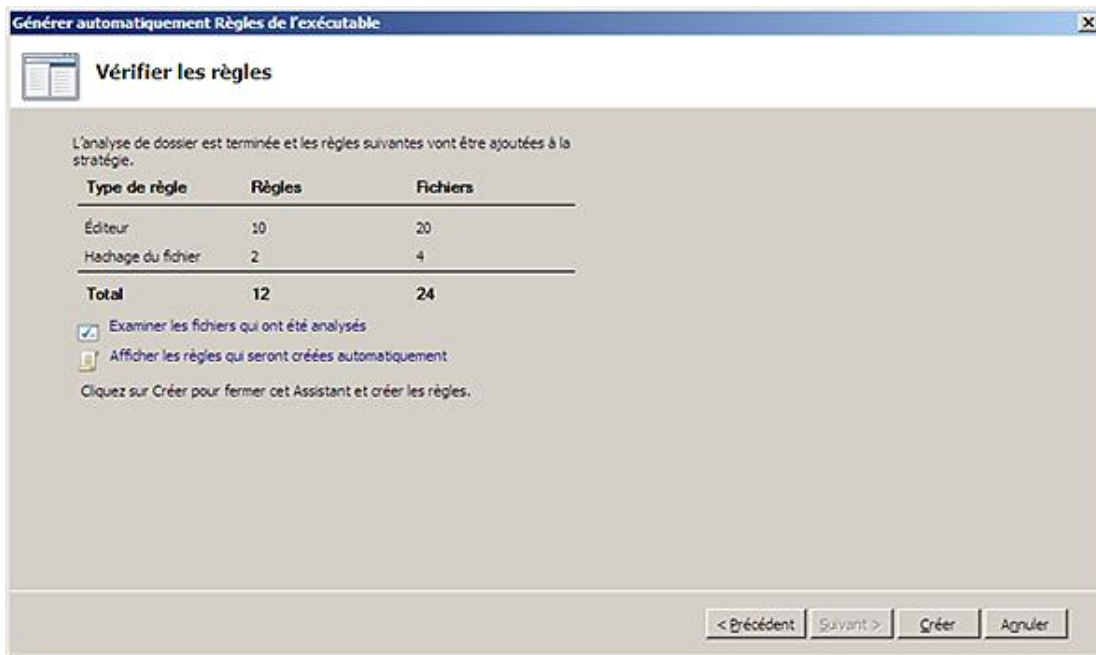 Générer automatiquement Règles de l'exécutable
Vérifier les règles
L'analyse de dossier est terminée et les règles suivantes vont être ajoutées à la
stratégie.
Type de règle Règles Fichiers
Éditeur 10 20
Hachage du fichier 2 4
Total 12 24
Examiner les fichiers qui ont été analysés
Afficher les règles qui seront créées automatiquement
Cliquez sur Créer pour fermer cet Assistant et créer les règles.
< Précédent Suivant > Créer Annuler